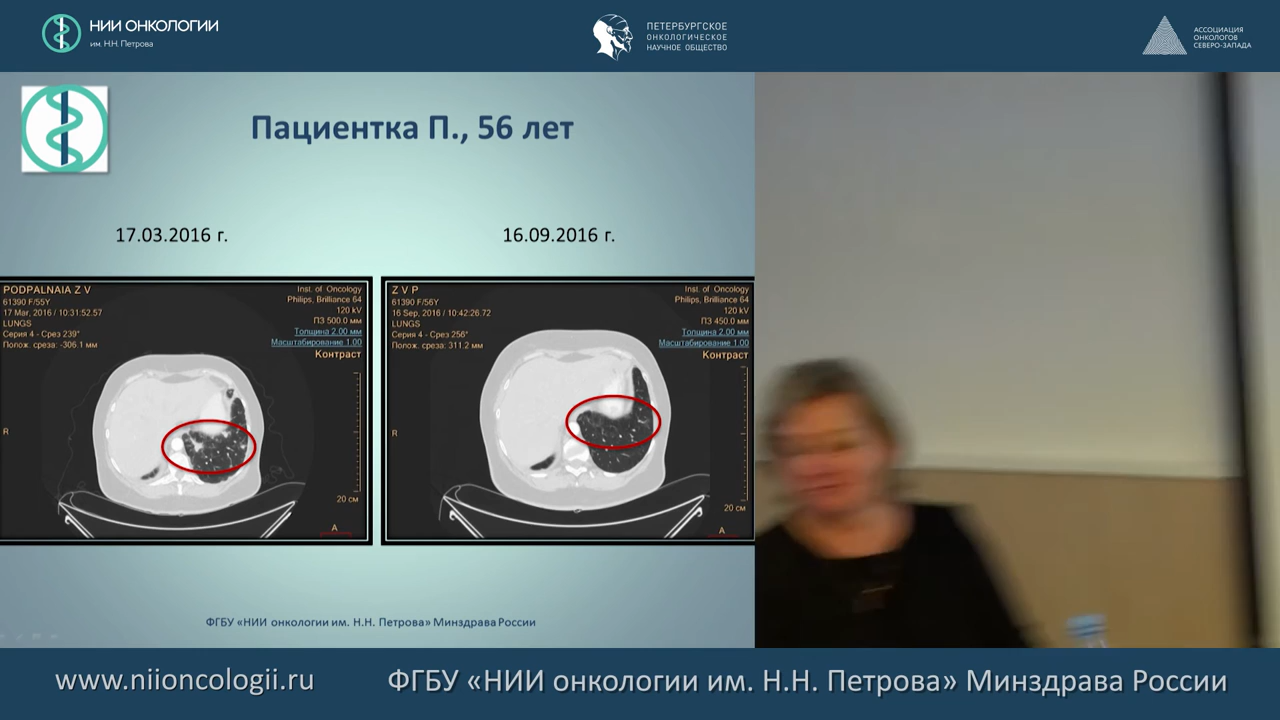 НИИ ОНКОЛОГИИ
им. Н.Н. Петрова
ПЕТЕРБУРГСКОЕ
ОНКОЛОГИЧЕСКОЕ
НАУЧНОЕ ОБЩЕСТВО
АССОЦИАЦИЯ
ОНКОЛОГОВ
СЕВЕРО-ЗАПАДА
Пациентка П., 56 лет
17.03.2016 г.
16.09.2016 г.
PODPALNAIA Z V
61390 F/55Y
17 Mar, 2016 / 10:31:52.57
LUNGS
Серия 4 - Срез 239°
Полож. среза: -306.1 мм
Inst. of Oncology
Philips, Brilliance 64
120 kV
ПЗ 500.0 мм
Толщина 2.00 мм
Масштабирование 1.00
Контраст
R
20 см
A
Z V P
61390 F/56Y
16 Sep, 2016 / 10:42:26.72
LUNGS
Серия 4 - Срез 256°
Полож. среза: 311.2 мм
Inst. of Oncology
Philips, Brilliance 64
120 kV
ПЗ 450.0 мм
Толщина 2.00 мм
Масштабирование 1.00
Контраст
R
20 см
A
ФГБУ «НИИ онкологии им. Н.Н. Петрова» Минздрава России
www.niioncologii.ru
ФГБУ «НИИ онкологии им. Н.Н. Петрова» Минздрава России